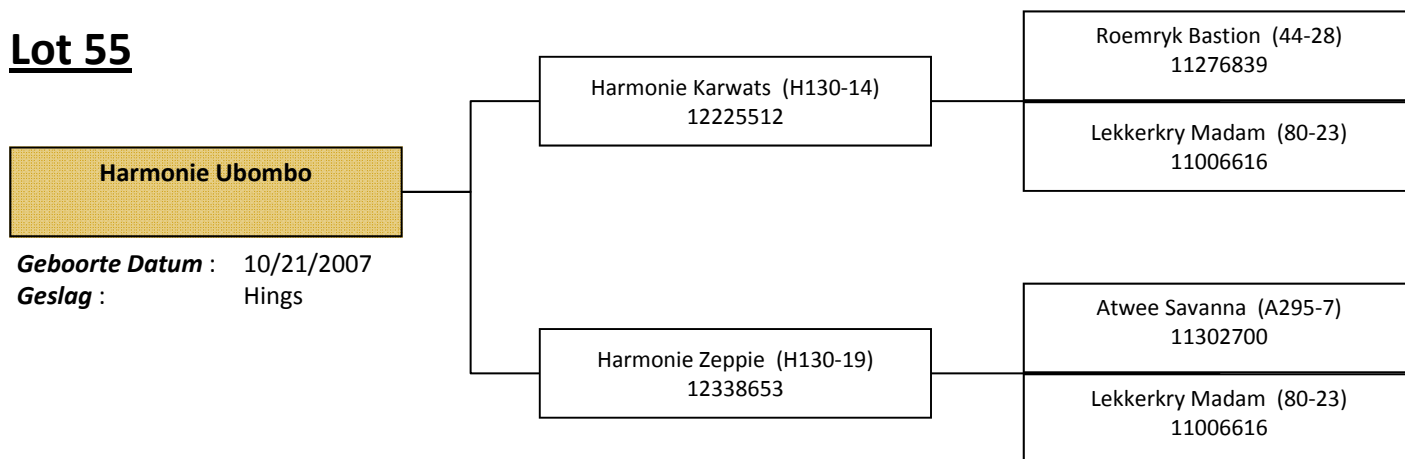 Lot 55
Harmonie Ubombo
Geboorte Datum : 10/21/2007
Geslag : Hings
Harmonie Karwats (H130-14)
12225512
Harmonie Zeppie (H130-19)
12338653
Roemryk Bastion (44-28)
11276839
Lekkerkry Madam (80-23)
11006616
Atwee Savanna (A295-7)
11302700
Lekkerkry Madam (80-23)
11006616